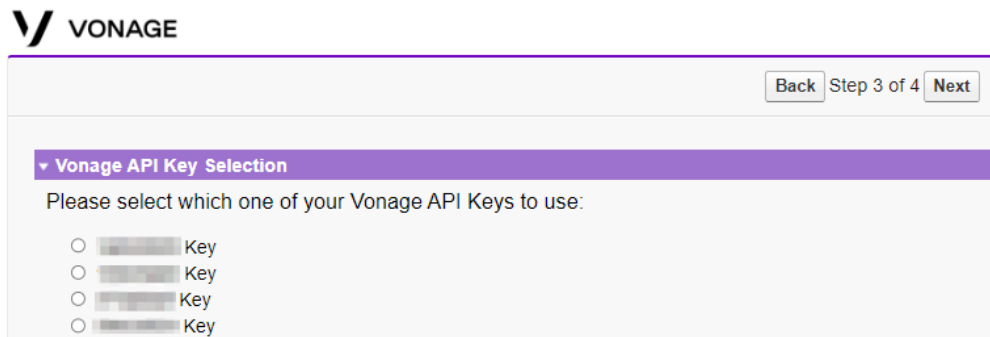 VONAGE
Back Step 3 of 4 Next
Vonage API Key Selection
Please select which one of your Vonage API Keys to use:
Key
Key
Key
Key